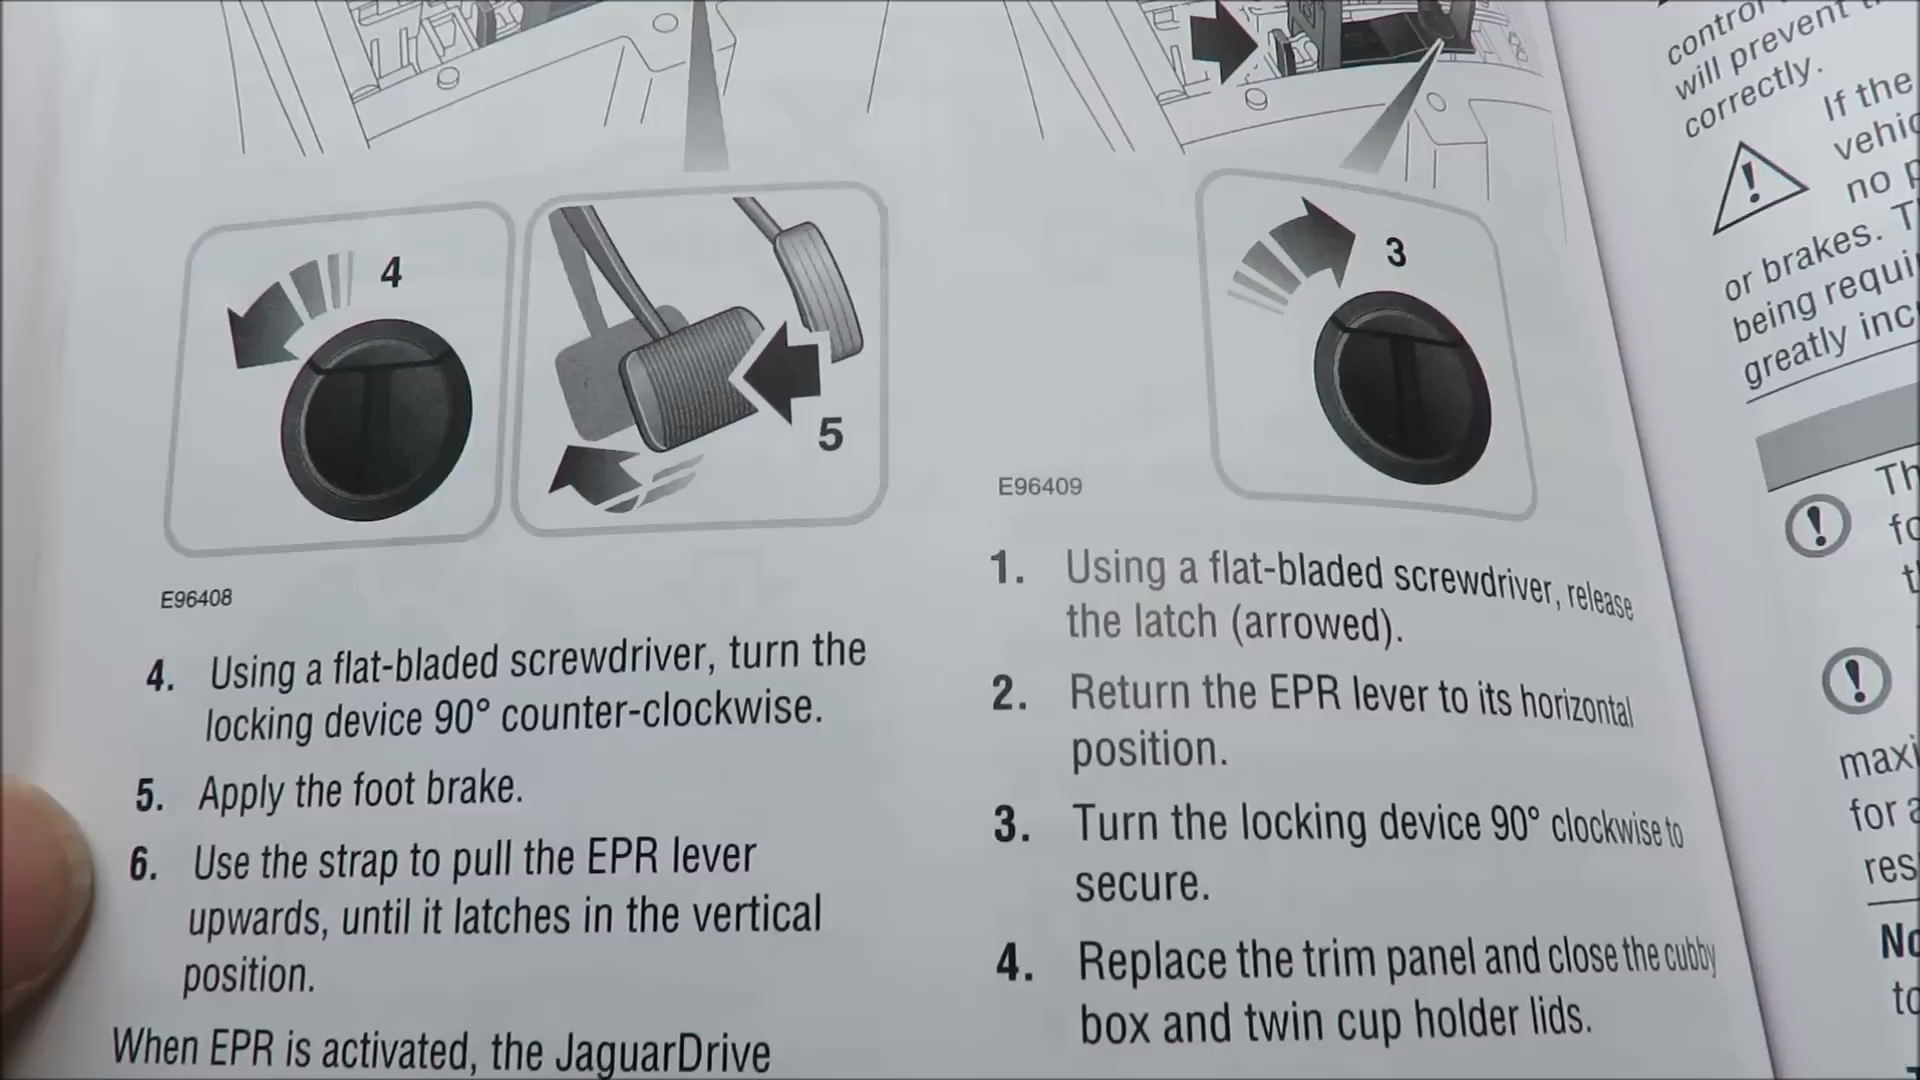 4
5
E96408
4. Using a flat-bladed screwdriver, turn the
locking device 90° counter-clockwise.
5. Apply the foot brake.
6. Use the strap to pull the EPR lever
upwards, until it latches in the vertical
position.
When EPR is activated, the JaguarDrive
3
E96409
1. Using a flat-bladed screwdriver, release
the latch (arrowed).
2. Return the EPR lever to its horizontal
position.
3. Turn the locking device 90° clockwise to
secure.
4. Replace the trim panel and close the cubby
box and twin cup holder lids.
control
will prevent
correctly.
If the
no
or brakes.
being
greatly
for